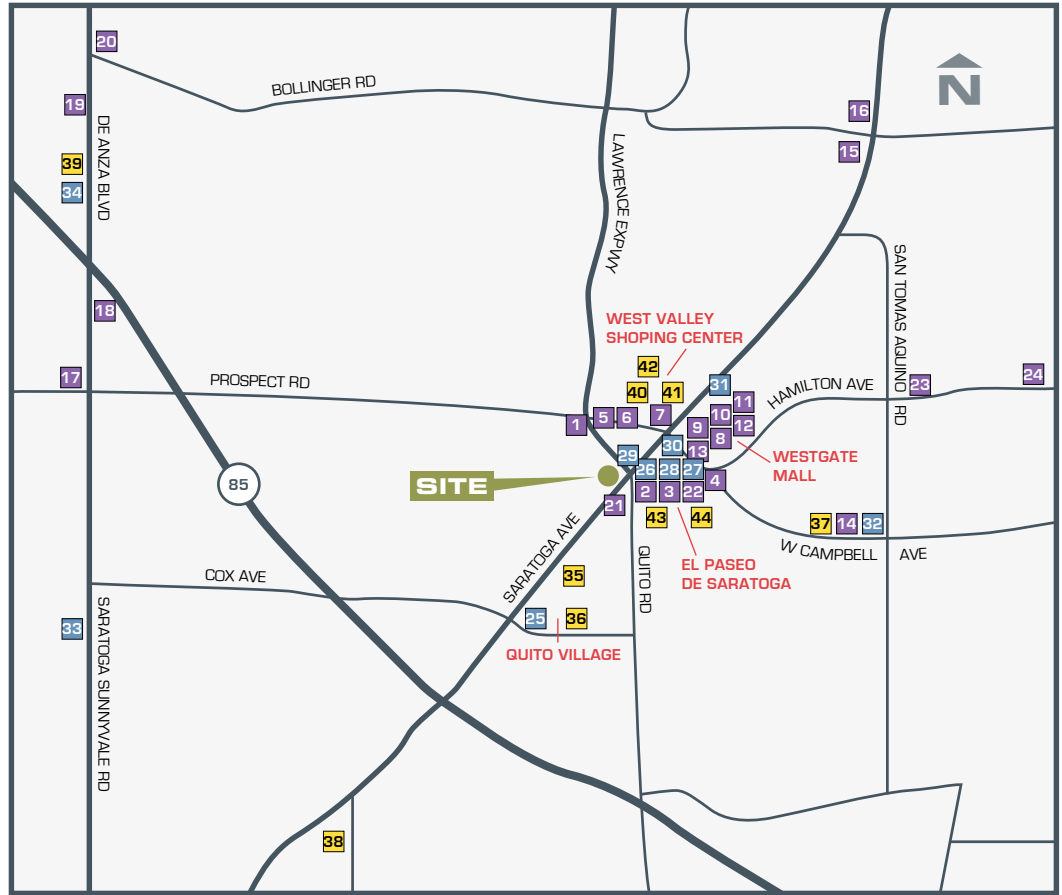 20
BOLLINGER RD
N
19
16
DE ANZA BLVD
LAWRENCE EXPWY
15
39
34
SAN TOMAS AQUINO RD
18
WEST VALLEY
SHOPING CENTER
42
17
PROSPECT RD
40
41
31
HAMILTON AVE
23
24
11
1
5
6
7
10
9
12
8
30
13
29
WESTGATE
MALL
26
28
27
4
SITE
85
2
3
22
21
43
44
37
14
32
SARATOGA AVE
QUITO RD
W CAMPBELL AVE
EL PASEO
DE SARATOGA
COX AVE
35
33
SARATOGA SUNNYVALE RD
25
36
QUITO VILLAGE
38